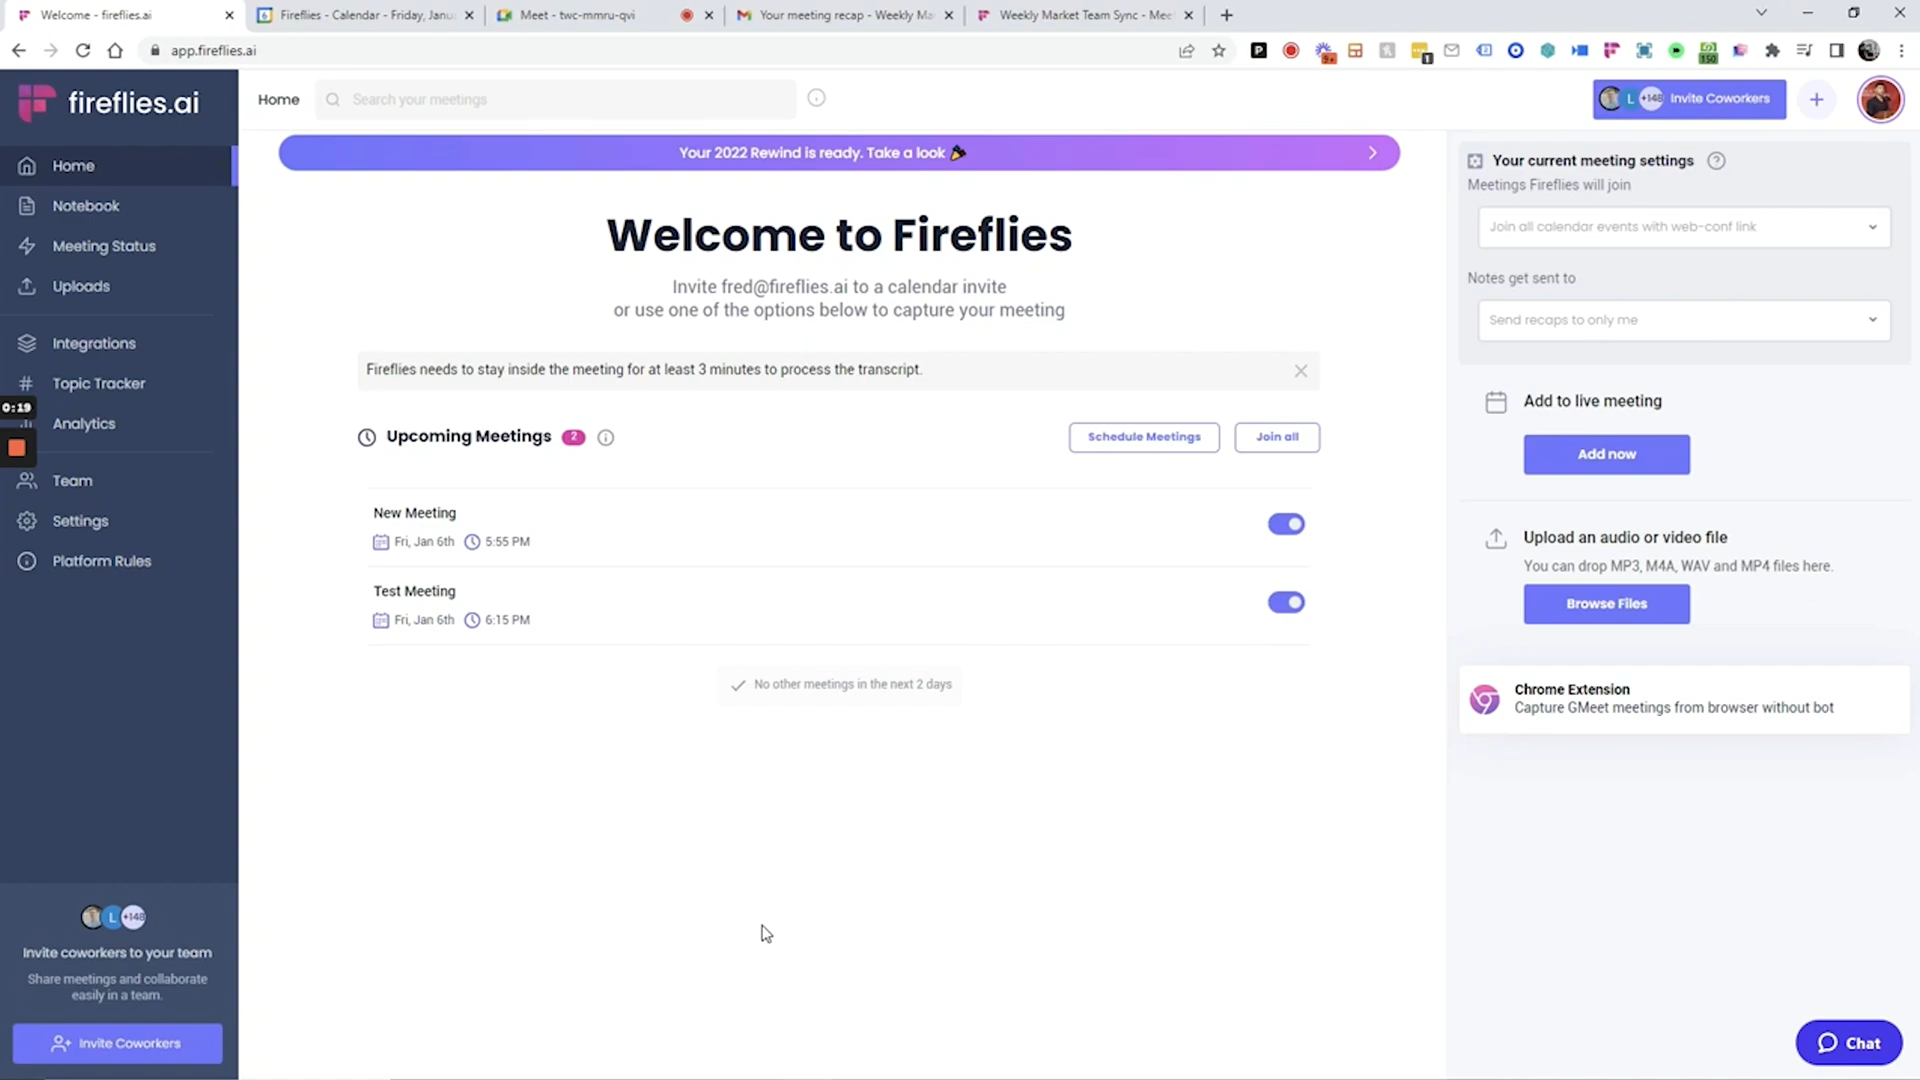 Welcome - fireflies.ai
Fireflies - Calendar - Friday, Janu
Meet - twc-mmru-qvi
Your meeting recap - Weekly Ma
Weekly Market Team Sync - Mee
app.fireflies.ai
9+
1
150
fireflies.ai
Home
Search your meetings
L
+148
Invite Coworkers
Home
Notebook
Meeting Status
Uploads
Integrations
Topic Tracker
0:19
Analytics
Team
Settings
Platform Rules
L
+148
Invite coworkers to your team
Share meetings and collaborate
easily in a team.
Invite Coworkers
Your 2022 Rewind is ready. Take a look
Welcome to Fireflies
Invite fred@fireflies.ai to a calendar invite
or use one of the options below to capture your meeting
Fireflies needs to stay inside the meeting for at least 3 minutes to process the transcript.
Upcoming Meetings 2
Schedule Meetings
Join all
New Meeting
Fri, Jan 6th 5:55 PM
Test Meeting
Fri, Jan 6th 6:15 PM
No other meetings in the next 2 days
Your current meeting settings
Meetings Fireflies will join
Join all calendar events with web-conf link
Notes get sent to
Send recaps to only me
Add to live meeting
Add now
Upload an audio or video file
You can drop MP3, M4A, WAV and MP4 files here.
Browse Files
Chrome Extension
Capture GMeet meetings from browser without bot
Chat